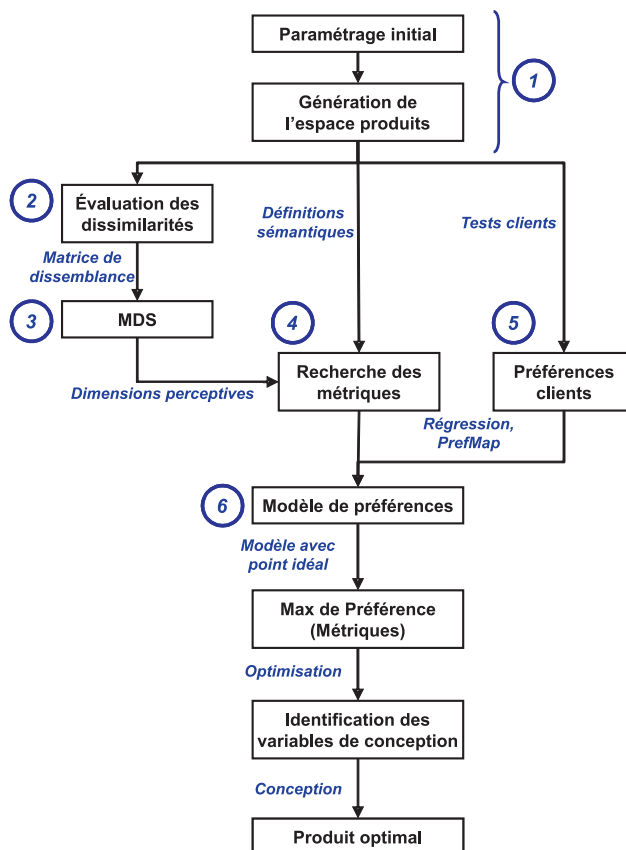 Paramétrage initial
1
Génération de
l'espace produits
2
Évaluation des
dissimilarités
Définitions
sémantiques
Tests clients
Matrice de
dissemblance
3
MDS
4
5
Recherche des
métriques
Préférences
clients
Dimensions perceptives
Régression,
PrefMap
6
Modèle de préférences
Modèle avec
point idéal
Max de Préférence
(Métriques)
Optimisation
Identification des
variables de conception
Conception
Produit optimal